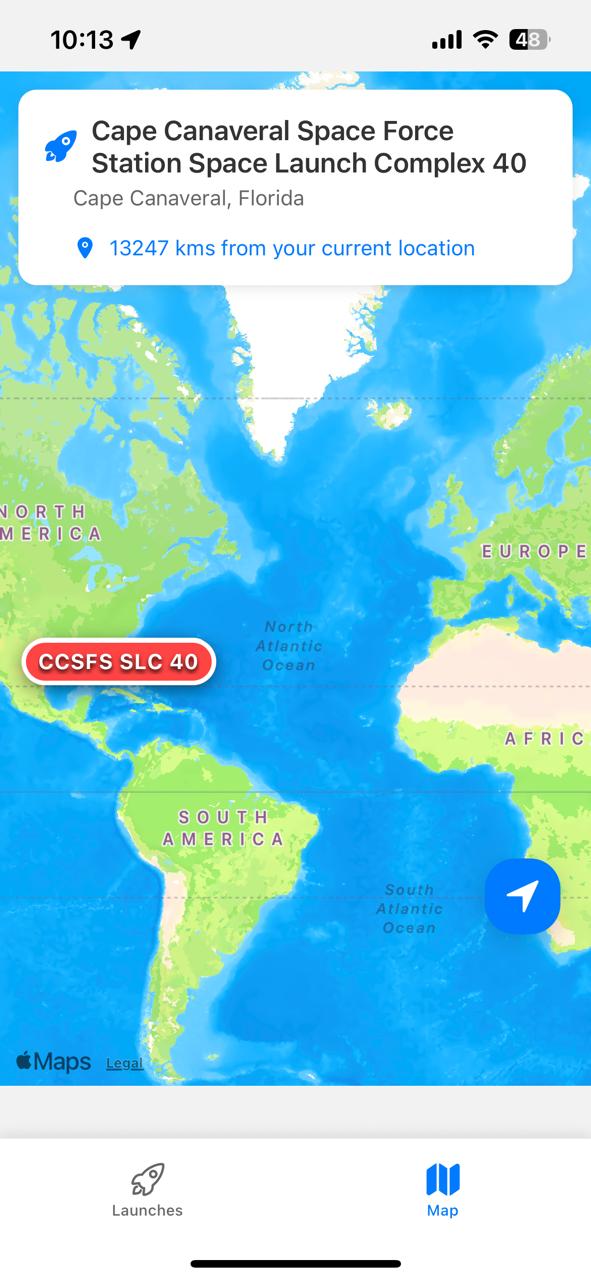 10:13
48
Cape Canaveral Space Force
Station Space Launch Complex 40
Cape Canaveral, Florida
13247 kms from your current location
NORTH
MERICA
EUROPE
North
Atlantic
Ocean
CCSFS SLC 40
AFRIC
SOUTH
AMERICA
South
Atlantic
Ocean
Maps Legal
Launches
Map